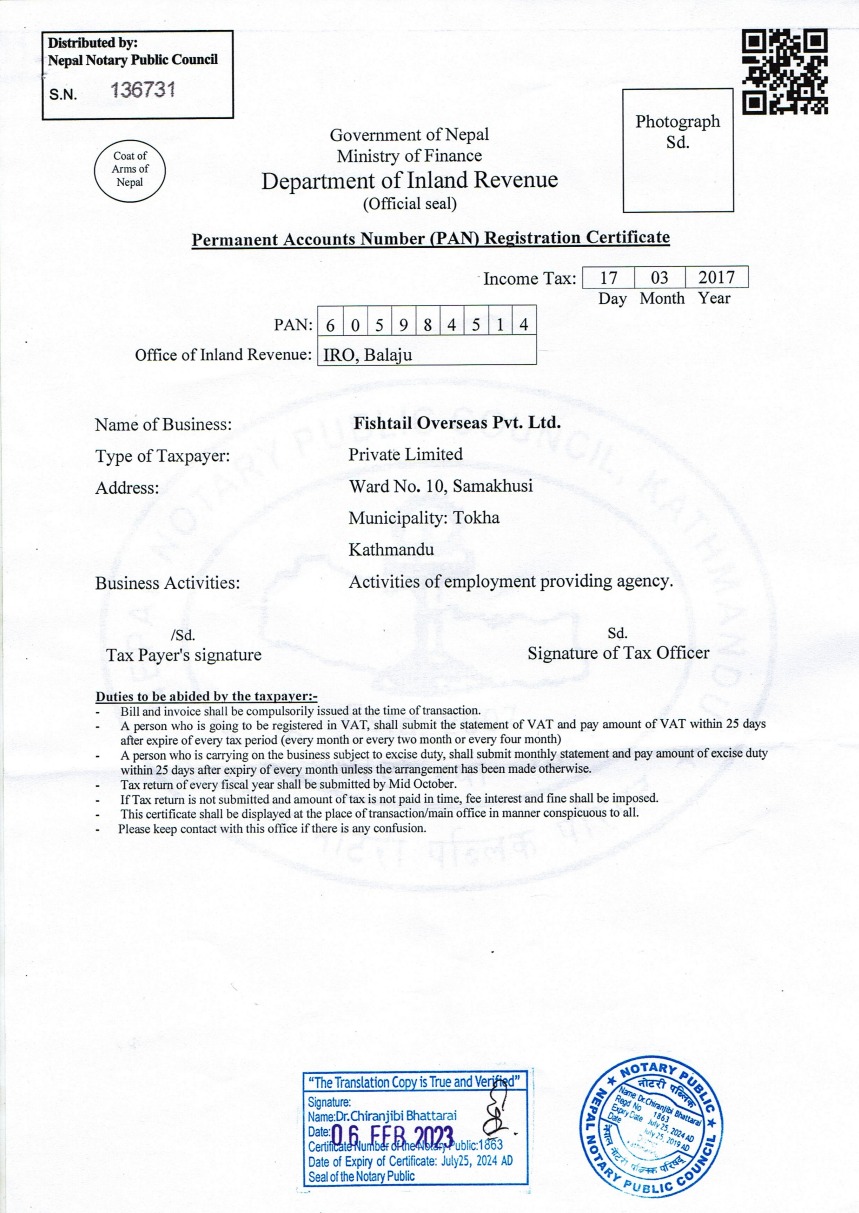 Distributed by:
Nepal Notary Public Council
S.N. 136731
Photograph
Sd.
Coat of
Arms of
Nepal
Government of Nepal
Ministry of Finance
Department of Inland Revenue
(Official seal)
Permanent Accounts Number (PAN) Registration Certificate
Income Tax: 17 03 2017
Day Month Year
PAN: 6 0 5 9 8 4 5 1 4
Office of Inland Revenue: IRO, Balaju
Name of Business: Fishtail Overseas Pvt. Ltd.
Type of Taxpayer: Private Limited
Address: Ward No. 10, Samakhusi
Municipality: Tokha
Kathmandu
Business Activities: Activities of employment providing agency.
/Sd.
Tax Payer's signature
Sd.
Signature of Tax Officer
Duties to be abided by the taxpayer:-
- Bill and invoice shall be compulsorily issued at the time of transaction.
- A person who is going to be registered in VAT, shall submit the statement of VAT and pay amount of VAT within 25 days
after expire of every tax period (every month or every two month or every four month)
- A person who is carrying on the business subject to excise duty, shall submit monthly statement and pay amount of excise duty
within 25 days after expiry of every month unless the arrangement has been made otherwise.
- Tax return of every fiscal year shall be submitted by Mid October.
- If Tax return is not submitted and amount of tax is not paid in time, fee interest and fine shall be imposed.
- This certificate shall be displayed at the place of transaction/main office in manner conspicuous to all.
- Please keep contact with this office if there is any confusion.
NOTARY PUBLIC COUNCIL, KATHMANDU
"The Translation Copy is True and Verified"
Signature:
Name:Dr.Chiranjibi Bhattarai
Date: 06 FEB 2023
Certificate Number of the Notary Public:1863
Date of Expiry of Certificate: July25, 2024 AD
Seal of the Notary Public
NOTARY PUBLIC
नोटरी पब्लिक
Name Dr.Chiranjibi Bhattarai
Regd No. 1863
Expiry Date July 25, 2024 AD
Date July 25, 2019 AD
NEPAL NOTARY PUBLIC COUNCIL